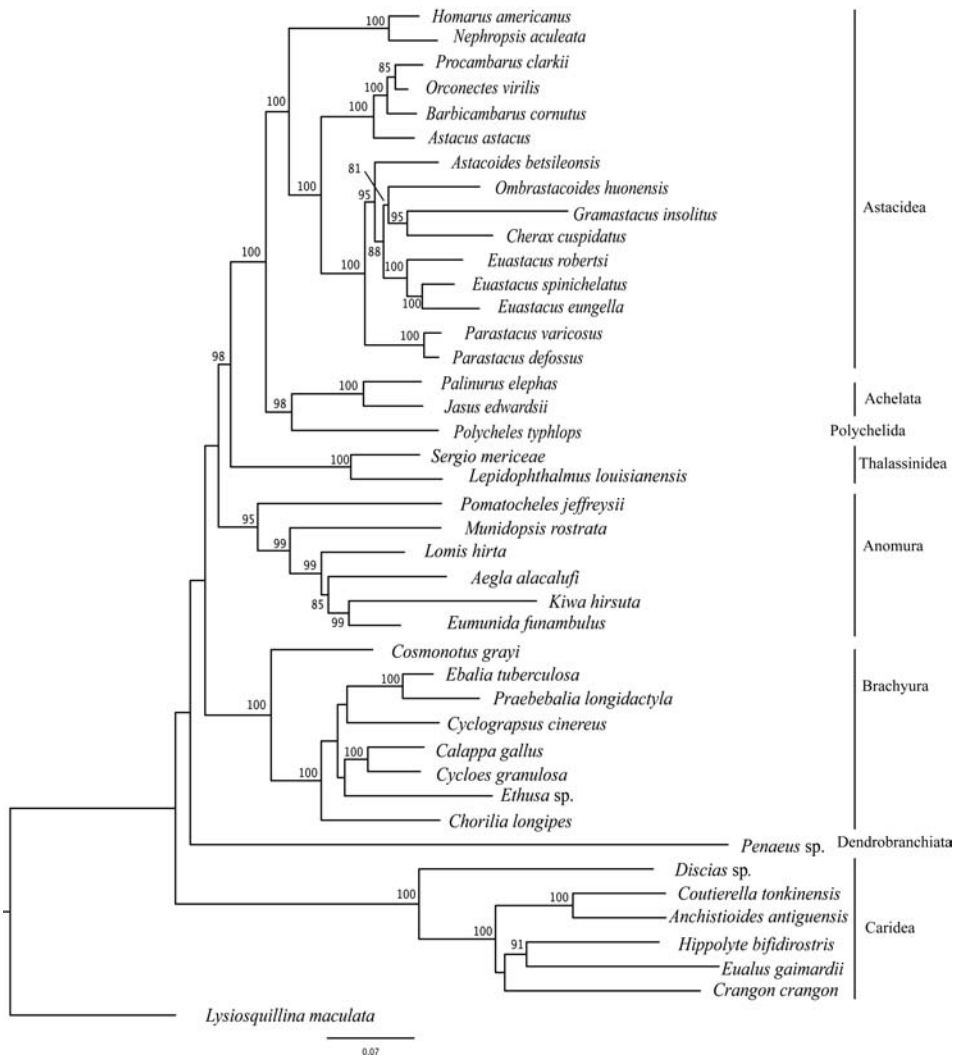 100
Homarus americanus
Nephropsis aculeata
85
Procambarus clarkii
100
Orconectes virilis
100
100
Barbicambarus cornutus
Astacus astacus
81
Astacoides betsileonsis
100
95
Ombrastacoides huonensis
Astacidea
95
Gramastacus insolitus
Cherax cuspidatus
100
88
100
100
Euastacus robertsi
Euastacus spinichelatus
100
Euastacus eungella
100
Parastacus varicosus
Parastacus defossus
98
100
Palinurus elephas
Achelata
98
Jasus edwardsii
Polycheles typhlops
Polychelida
100
Sergio mericeae
Thalassinidea
Lepidophthalmus louisianensis
95
Pomatocheles jeffreysii
99
Munidopsis rostrata
Anomura
99
Lomis hirta
Aegla alacalufi
85
Kiwa hirsuta
99
Eumunida funambulus
Cosmonotus grayi
100
Ebalia tuberculosa
Brachyura
Praebebalia longidactyla
100
Cyclograpsus cinereus
100
Calappa gallus
100
Cycloes granulosa
Ethusa sp.
Chorilia longipes
Penaeus sp.
Dendrobranchiata
Discias sp.
100
100
Coutierella tonkinensis
Anchistioides antiguensis
Caridea
100
91
Hippolyte bifidirostris
Eualus gaimardii
Crangon crangon
Lysiosquillina maculata
0.07